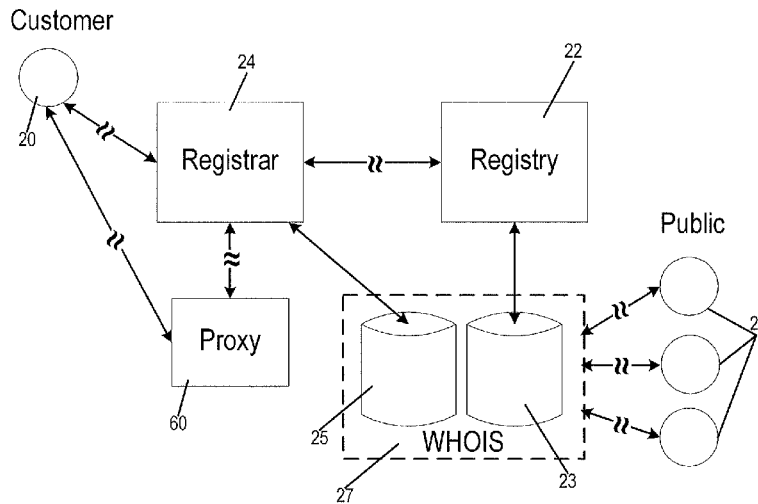 Customer
20
24
22
Registrar
Registry
Public
Proxy
2
60
25
WHOIS
27
23